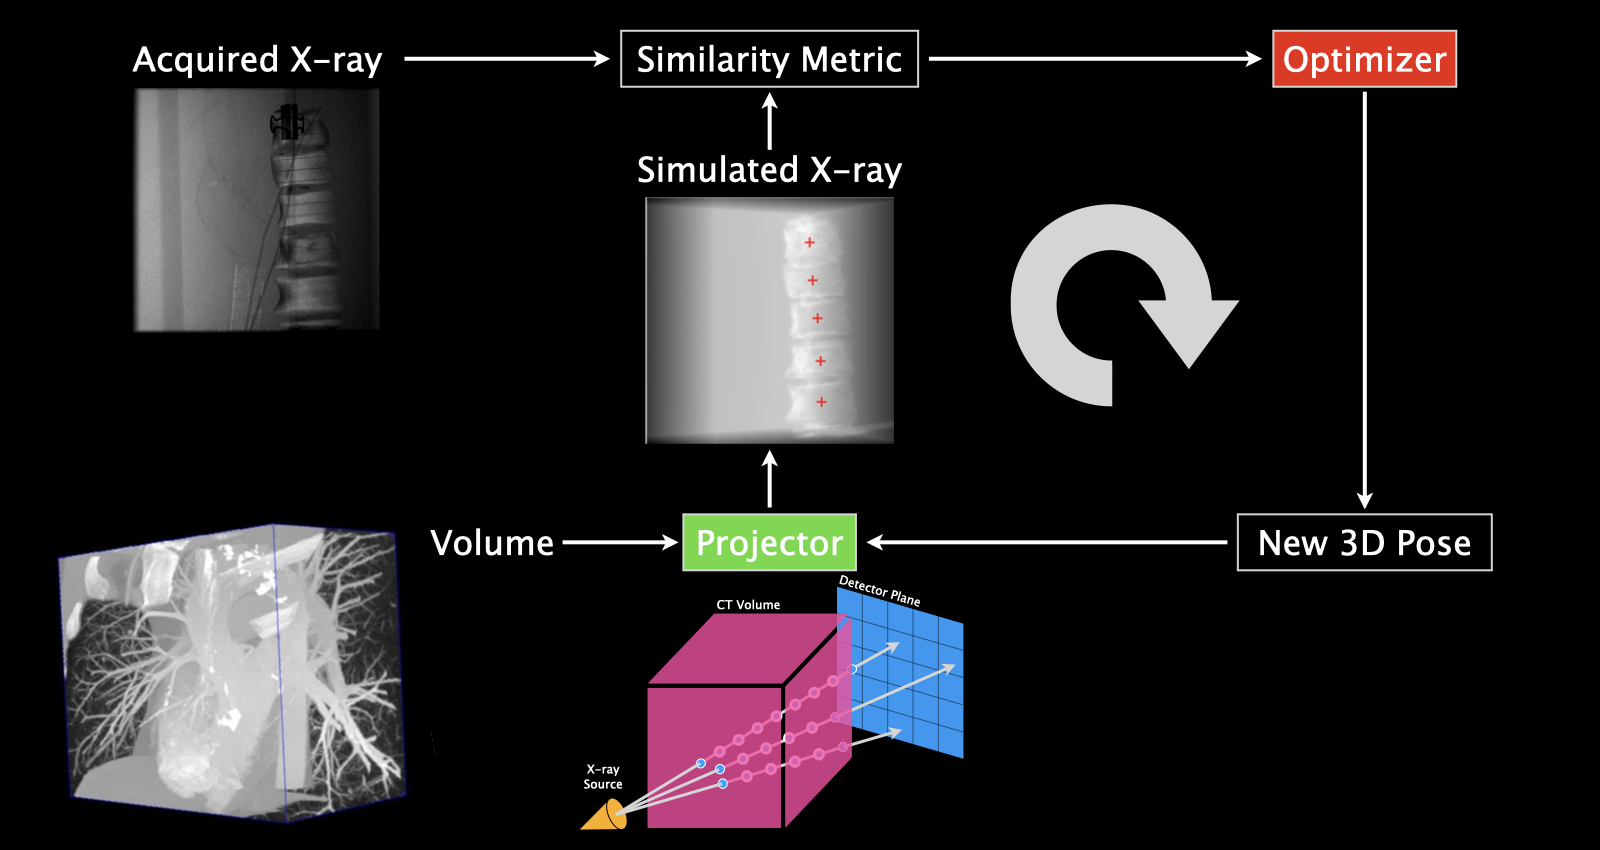 Acquired X-ray
Similarity Metric
Optimizer
Simulated X-ray
Volume
Projector
New 3D Pose
Detector Plane
CT Volume
X-ray
Source